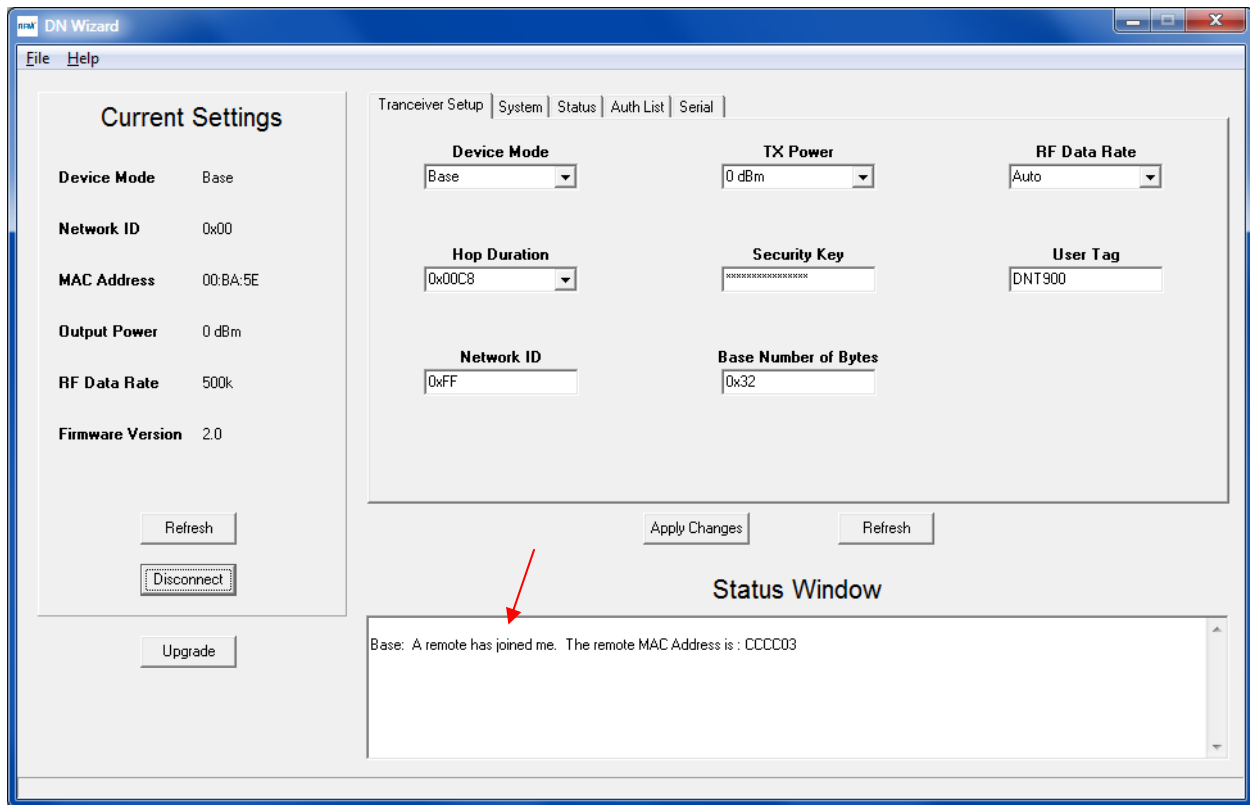 RFM DN Wizard
File Help
Current Settings
Device Mode Base
Network ID 0x00
MAC Address 00:BA:5E
Output Power 0 dBm
RF Data Rate 500k
Firmware Version 2.0
Refresh
Disconnect
Upgrade
Tranceiver Setup System Status Auth List Serial
Device Mode TX Power RF Data Rate
Base 0 dBm Auto
Hop Duration Security Key User Tag
0x00C8 **************** DNT900
Network ID Base Number of Bytes
0xFF 0x32
Apply Changes Refresh
Status Window
Base: A remote has joined me. The remote MAC Address is : CCCC03